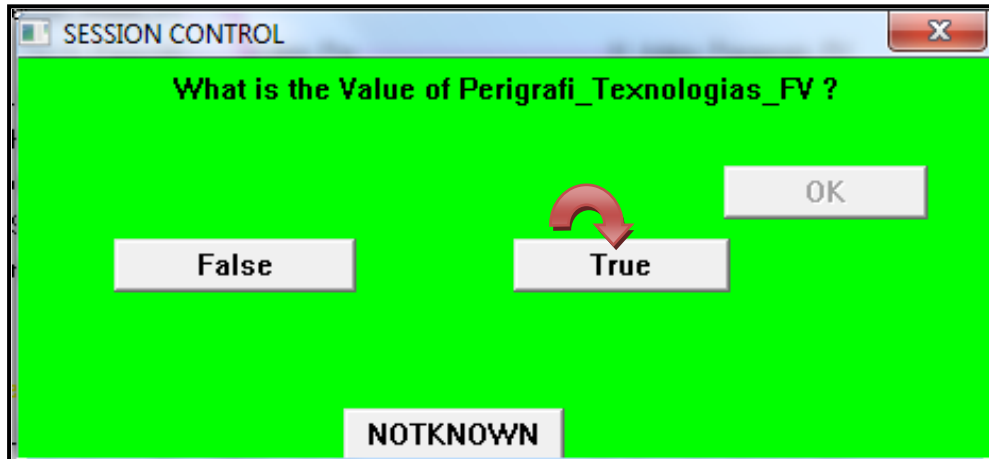 SESSION CONTROL
What is the Value of Perigrafi_Texnologias_FV ?
OK
False
True
NOTKNOWN